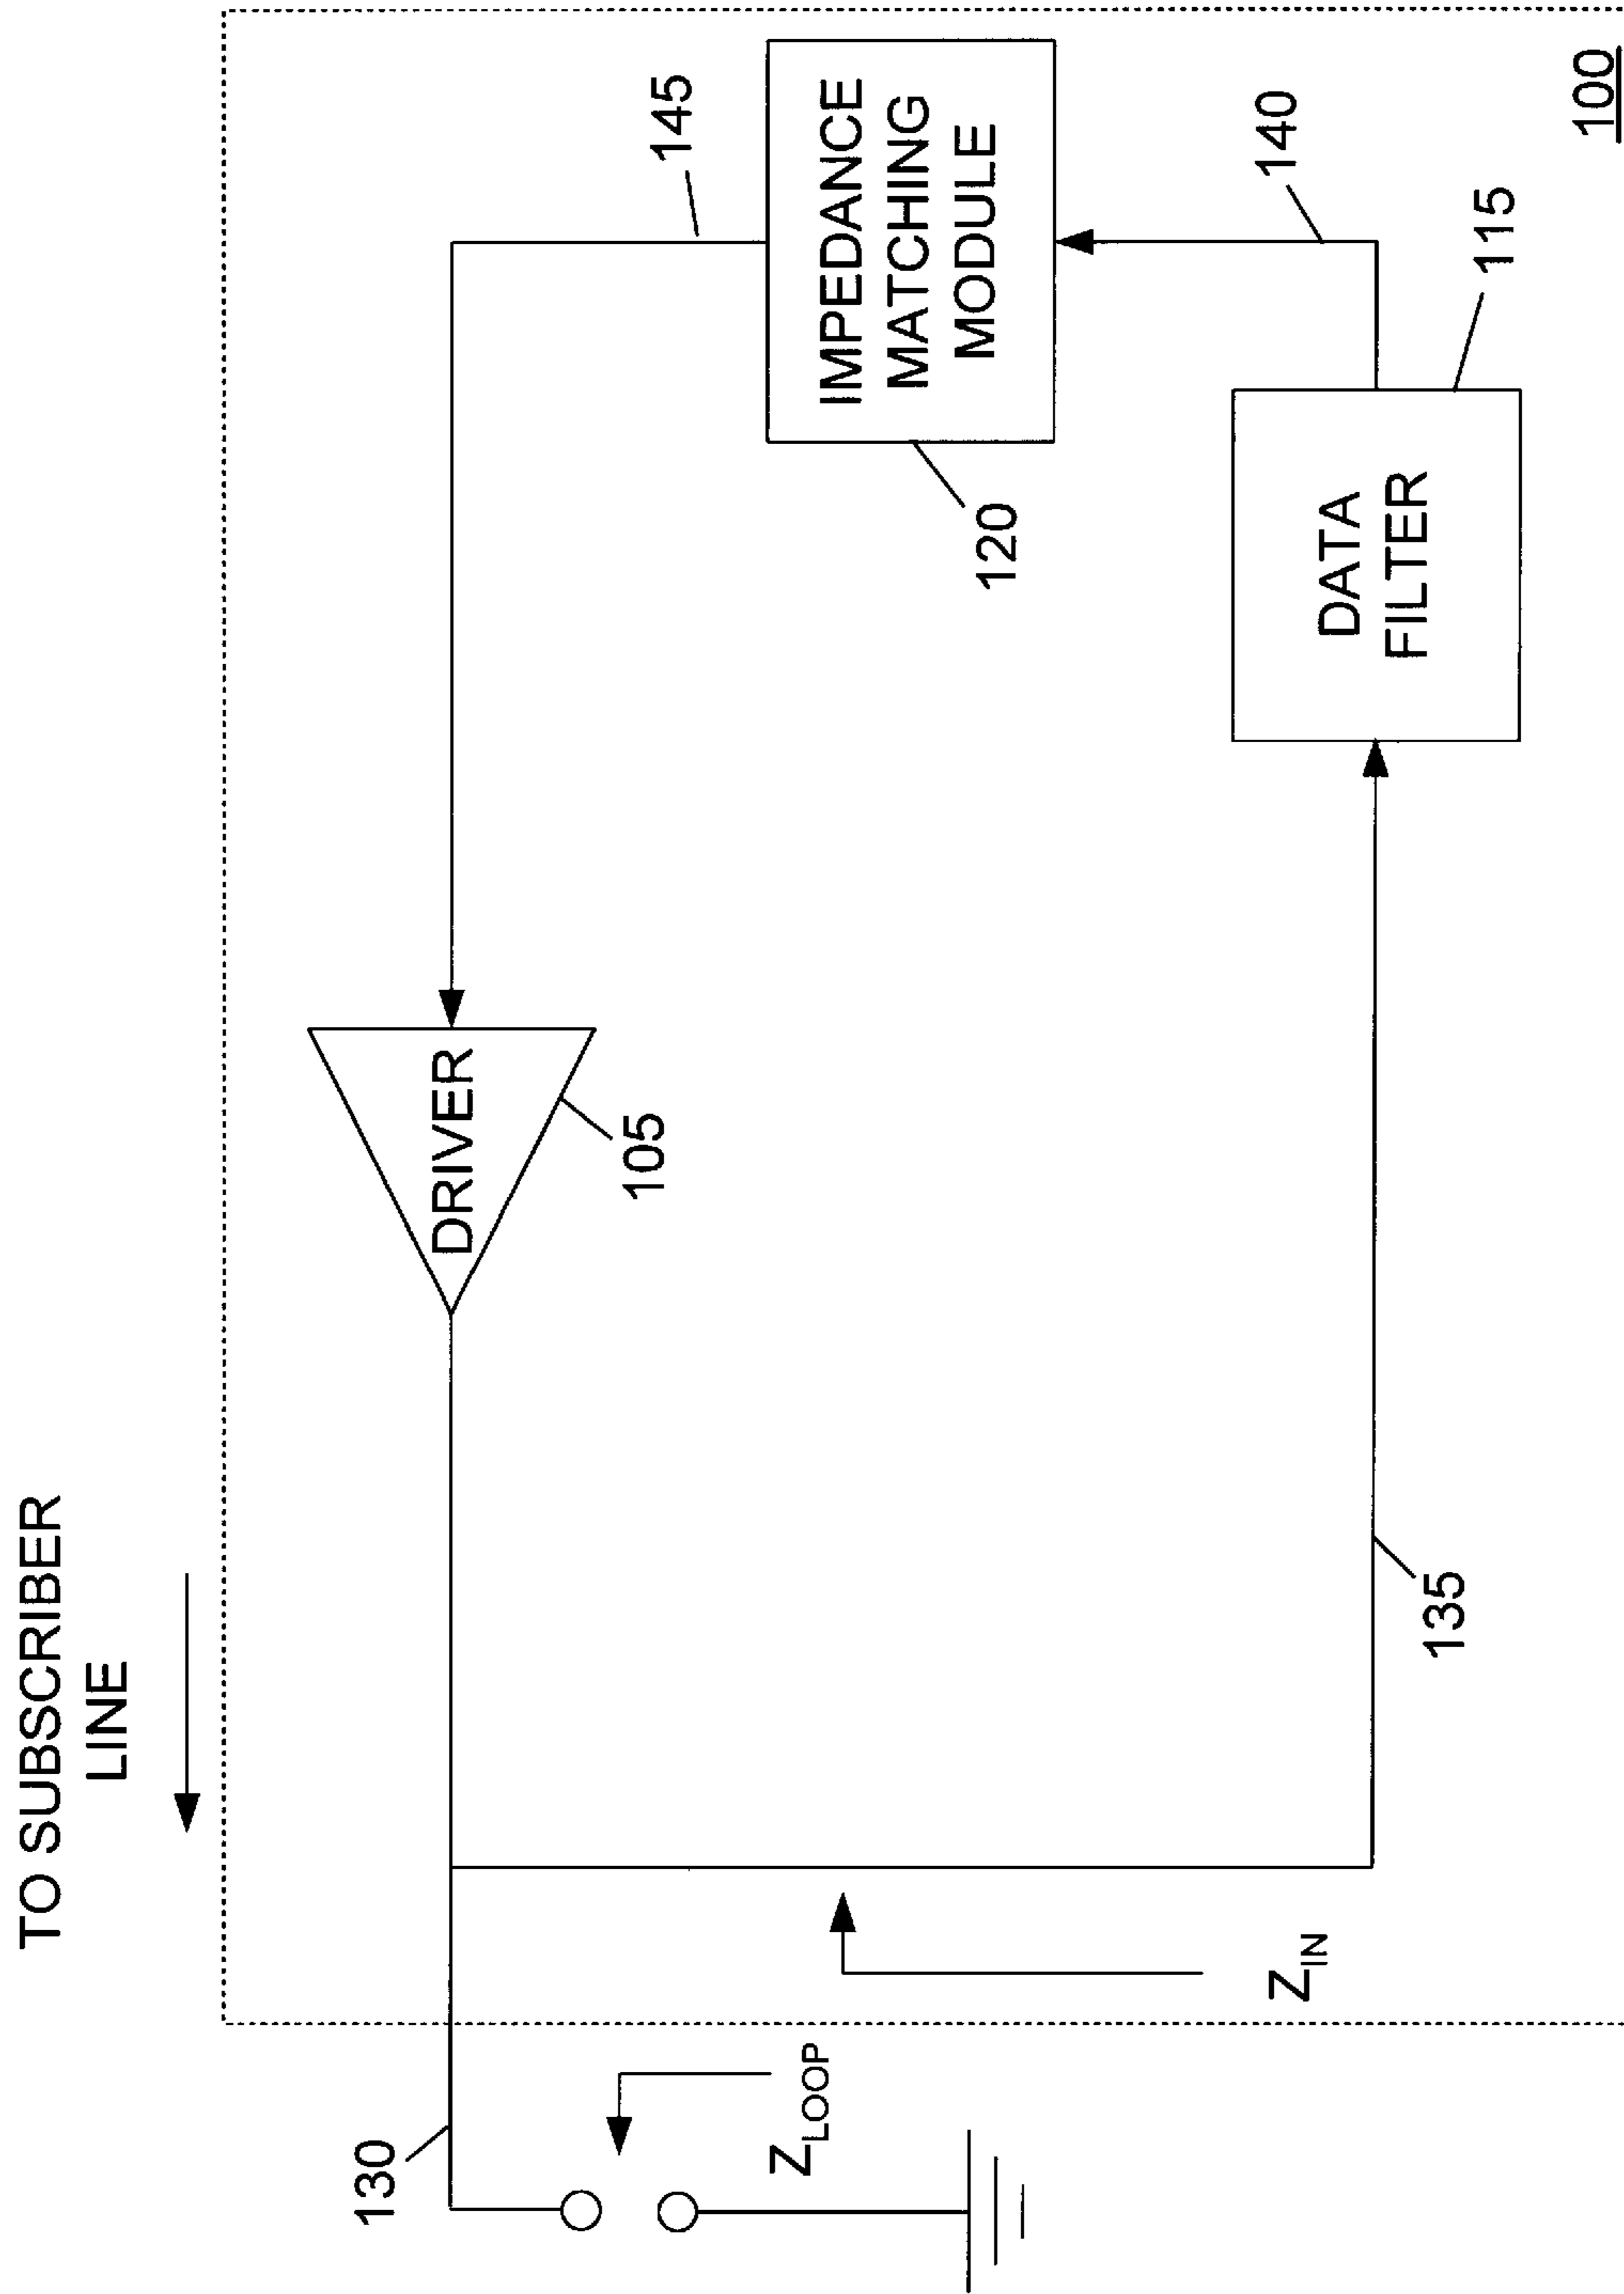 TO SUBSCRIBER
LINE
130
Z_LOOP
Z_IN
DRIVER
105
145
IMPEDANCE
MATCHING
MODULE
120
140
DATA
FILTER
115
135
100